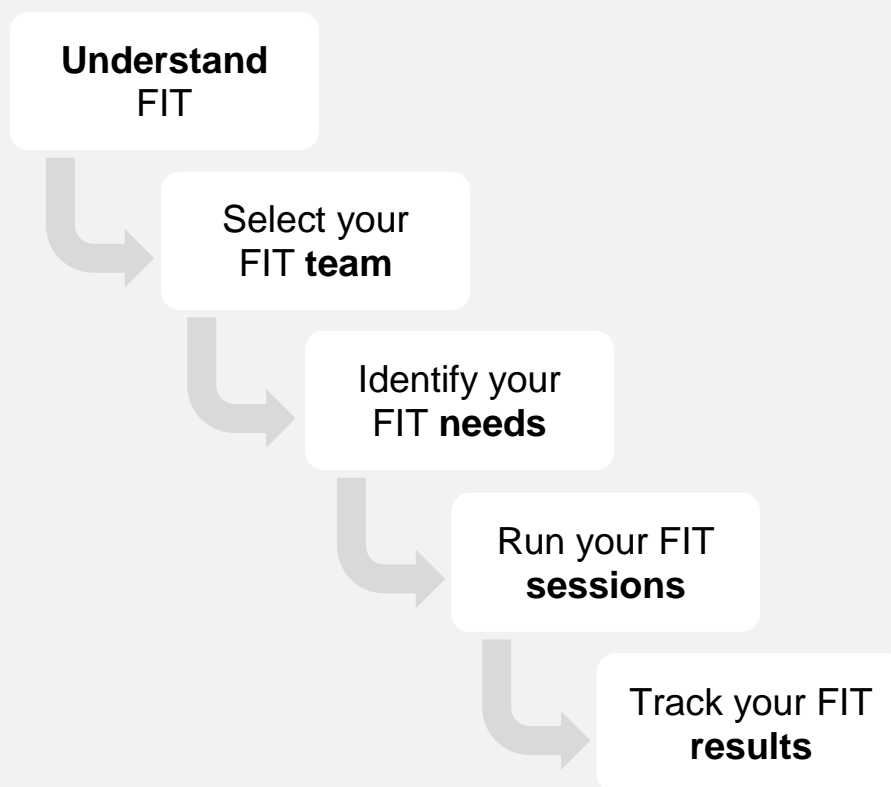 Understand
FIT
Select your
FIT team
Identify your
FIT needs
Run your FIT
sessions
Track your FIT
results